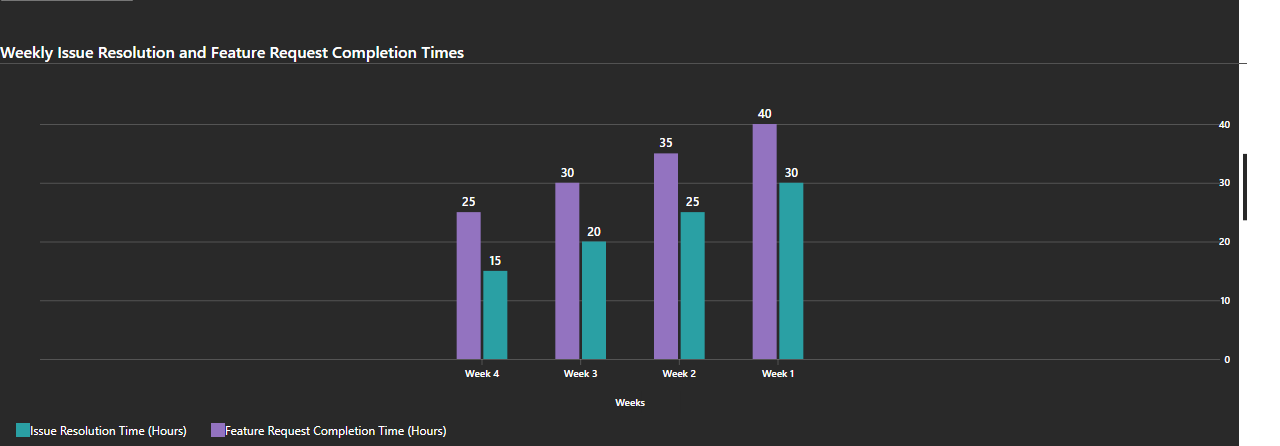 Weekly Issue Resolution and Feature Request Completion Times
40
40
35
30
30
30
25
25
20
20
15
10
0
Week 4
Week 3
Week 2
Week 1
Weeks
Issue Resolution Time (Hours)
Feature Request Completion Time (Hours)